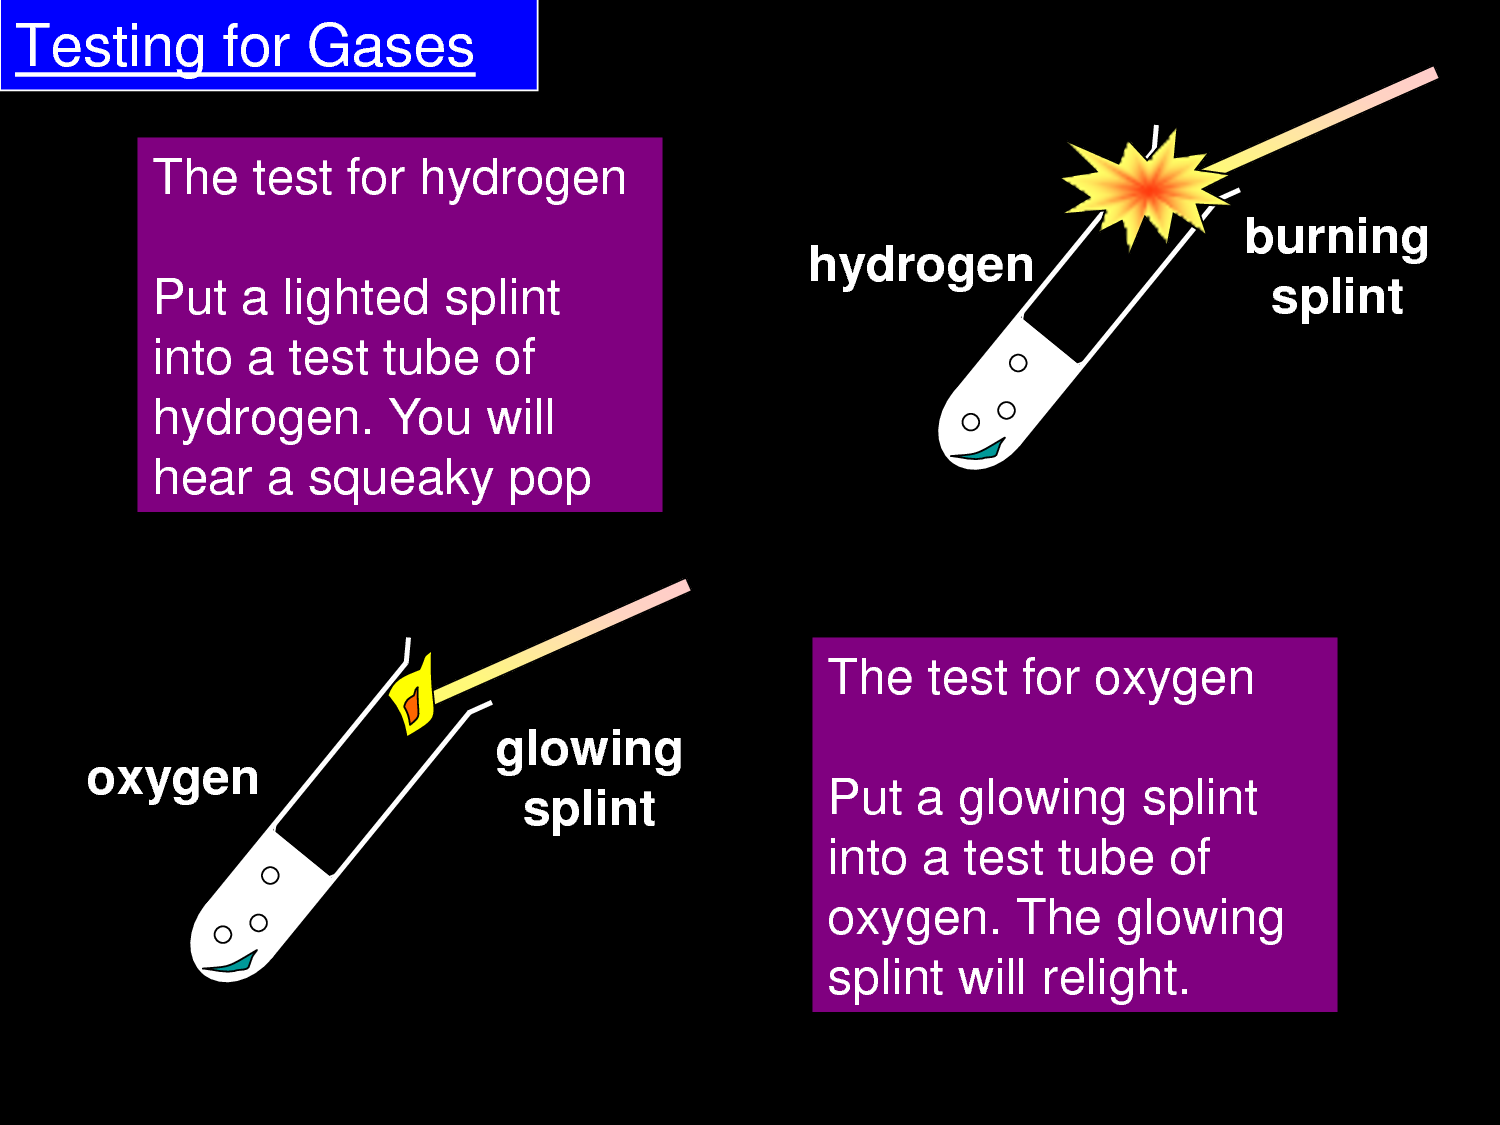 Testing for Gases
The test for hydrogen
Put a lighted splint
into a test tube of
hydrogen. You will
hear a squeaky pop
hydrogen
burning
splint
oxygen
glowing
splint
The test for oxygen
Put a glowing splint
into a test tube of
oxygen. The glowing
splint will relight.